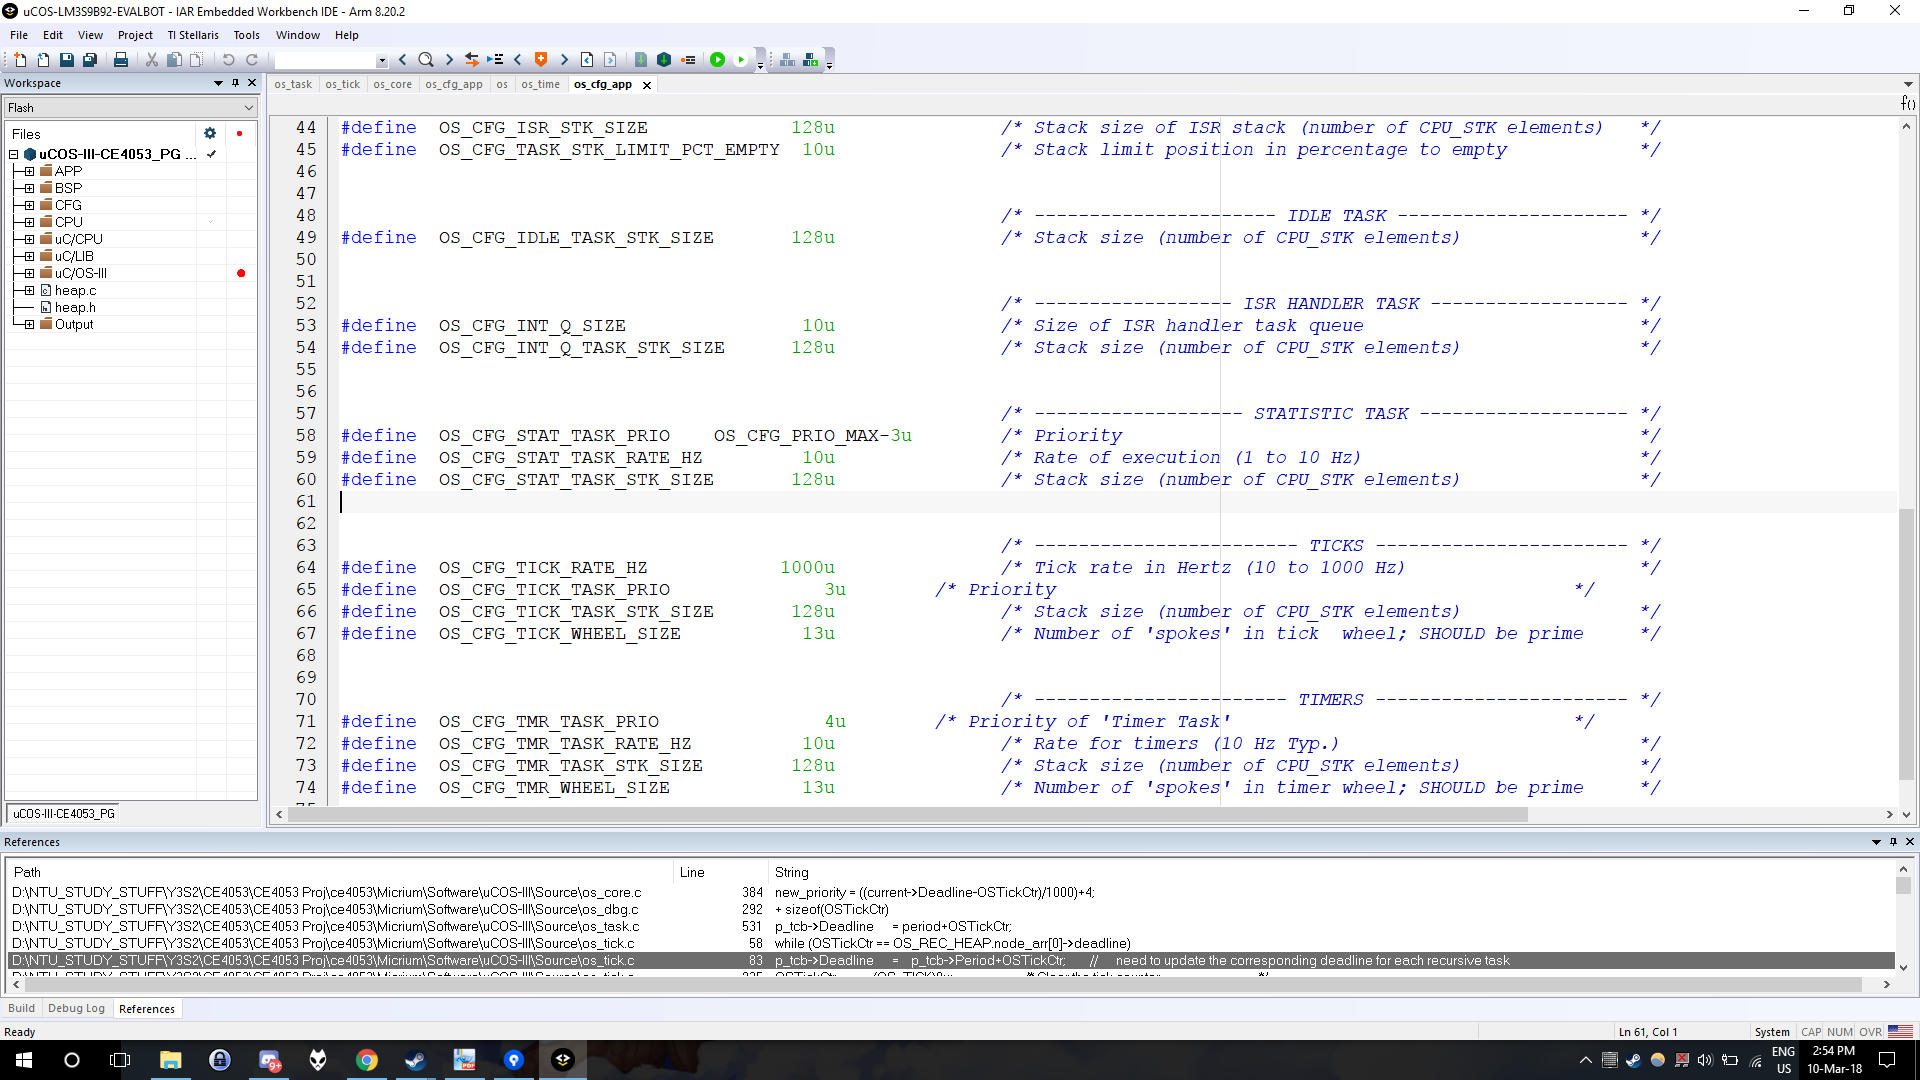 uCOS-LM3S9B92-EVALBOT - IAR Embedded Workbench IDE - Arm 8.20.2
File Edit View Project TI Stellaris Tools Window Help
Workspace
os_task os_tick os_core os_cfg_app os os_time os_cfg_app
Flash
Files
uCOS-III-CE4053_PG ...
APP
BSP
CFG
CPU
uC/CPU
uC/LIB
uC/OS-III
heap.c
heap.h
Output
uCOS-III-CE4053_PG
44 #define OS_CFG_ISR_STK_SIZE 128u /* Stack size of ISR stack (number of CPU_STK elements) */
45 #define OS_CFG_TASK_STK_LIMIT_PCT_EMPTY 10u /* Stack limit position in percentage to empty */
46
47
48 /* ---------------------- IDLE TASK --------------------- */
49 #define OS_CFG_IDLE_TASK_STK_SIZE 128u /* Stack size (number of CPU_STK elements) */
50
51
52 /* ------------------ ISR HANDLER TASK ------------------ */
53 #define OS_CFG_INT_Q_SIZE 10u /* Size of ISR handler task queue */
54 #define OS_CFG_INT_Q_TASK_STK_SIZE 128u /* Stack size (number of CPU_STK elements) */
55
56
57 /* ------------------- STATISTIC TASK ------------------- */
58 #define OS_CFG_STAT_TASK_PRIO OS_CFG_PRIO_MAX-3u /* Priority */
59 #define OS_CFG_STAT_TASK_RATE_HZ 10u /* Rate of execution (1 to 10 Hz) */
60 #define OS_CFG_STAT_TASK_STK_SIZE 128u /* Stack size (number of CPU_STK elements) */
61
62
63 /* ------------------------ TICKS ----------------------- */
64 #define OS_CFG_TICK_RATE_HZ 1000u /* Tick rate in Hertz (10 to 1000 Hz) */
65 #define OS_CFG_TICK_TASK_PRIO 3u /* Priority */
66 #define OS_CFG_TICK_TASK_STK_SIZE 128u /* Stack size (number of CPU_STK elements) */
67 #define OS_CFG_TICK_WHEEL_SIZE 13u /* Number of 'spokes' in tick  wheel; SHOULD be prime */
68
69
70 /* ----------------------- TIMERS ----------------------- */
71 #define OS_CFG_TMR_TASK_PRIO 4u /* Priority of 'Timer Task' */
72 #define OS_CFG_TMR_TASK_RATE_HZ 10u /* Rate for timers (10 Hz Typ.) */
73 #define OS_CFG_TMR_TASK_STK_SIZE 128u /* Stack size (number of CPU_STK elements) */
74 #define OS_CFG_TMR_WHEEL_SIZE 13u /* Number of 'spokes' in timer wheel; SHOULD be prime */
References
Path Line String
D:\NTU_STUDY_STUFF\Y3S2\CE4053\CE4053 Proj\ce4053\Micrium\Software\uCOS-III\Source\os_core.c 384 new_priority = ((current->Deadline-OSTickCtr)/1000)+4;
D:\NTU_STUDY_STUFF\Y3S2\CE4053\CE4053 Proj\ce4053\Micrium\Software\uCOS-III\Source\os_dbg.c 292 + sizeof(OSTickCtr)
D:\NTU_STUDY_STUFF\Y3S2\CE4053\CE4053 Proj\ce4053\Micrium\Software\uCOS-III\Source\os_task.c 531 p_tcb->Deadline = period+OSTickCtr;
D:\NTU_STUDY_STUFF\Y3S2\CE4053\CE4053 Proj\ce4053\Micrium\Software\uCOS-III\Source\os_tick.c 58 while (OSTickCtr == OS_REC_HEAP.node_arr[0]->deadline)
D:\NTU_STUDY_STUFF\Y3S2\CE4053\CE4053 Proj\ce4053\Micrium\Software\uCOS-III\Source\os_tick.c 83 p_tcb->Deadline = p_tcb->Period+OSTickCtr; // need to update the corresponding deadline for each recursive task
Build Debug Log References
Ready Ln 61, Col 1 System CAP NUM OVR
ENG 2:54 PM
US 10-Mar-18